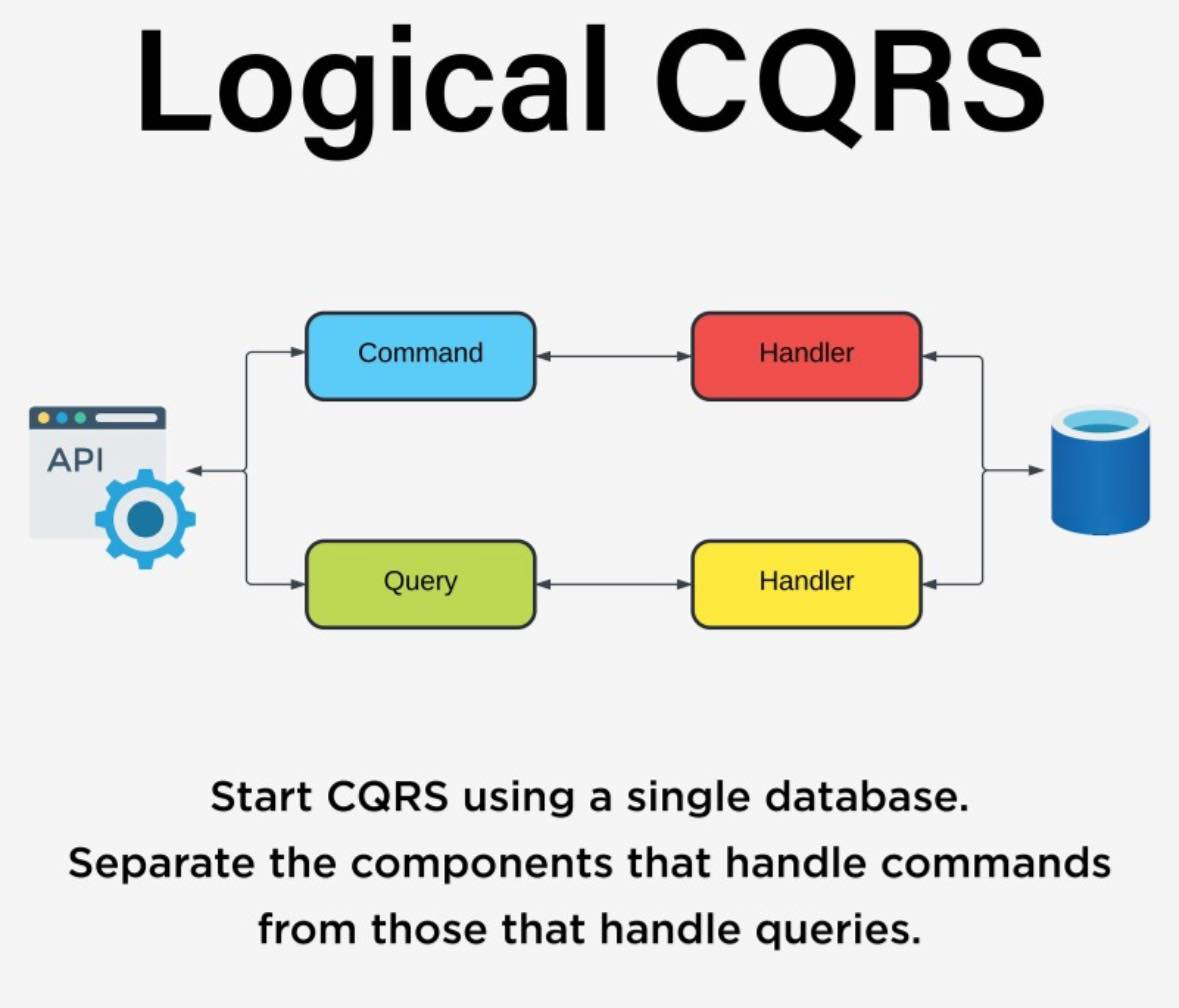 Logical CQRS
Command
Handler
API
Query
Handler
Start CQRS using a single database.
Separate the components that handle commands
from those that handle queries.